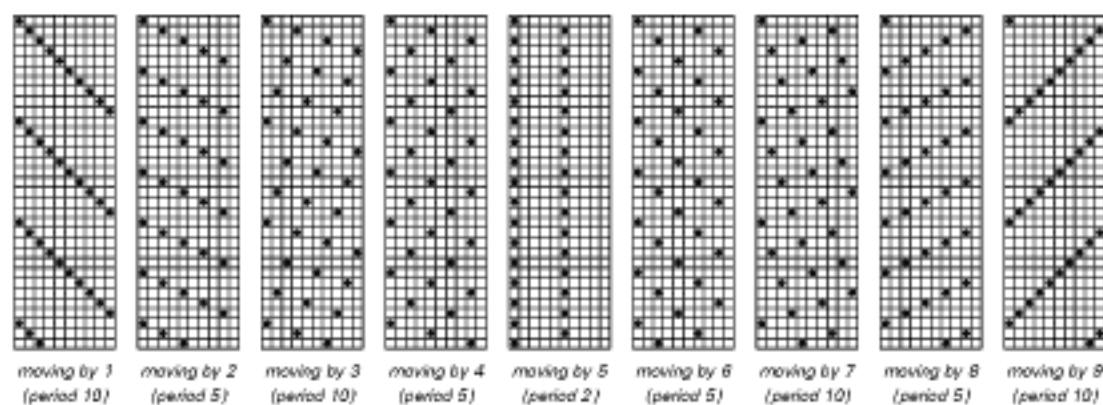 moving by 1
(period 10)
moving by 2
(period 5)
moving by 3
(period 10)
moving by 4
(period 5)
moving by 5
(period 2)
moving by 6
(period 5)
moving by 7
(period 10)
moving by 8
(period 5)
moving by 9
(period 10)